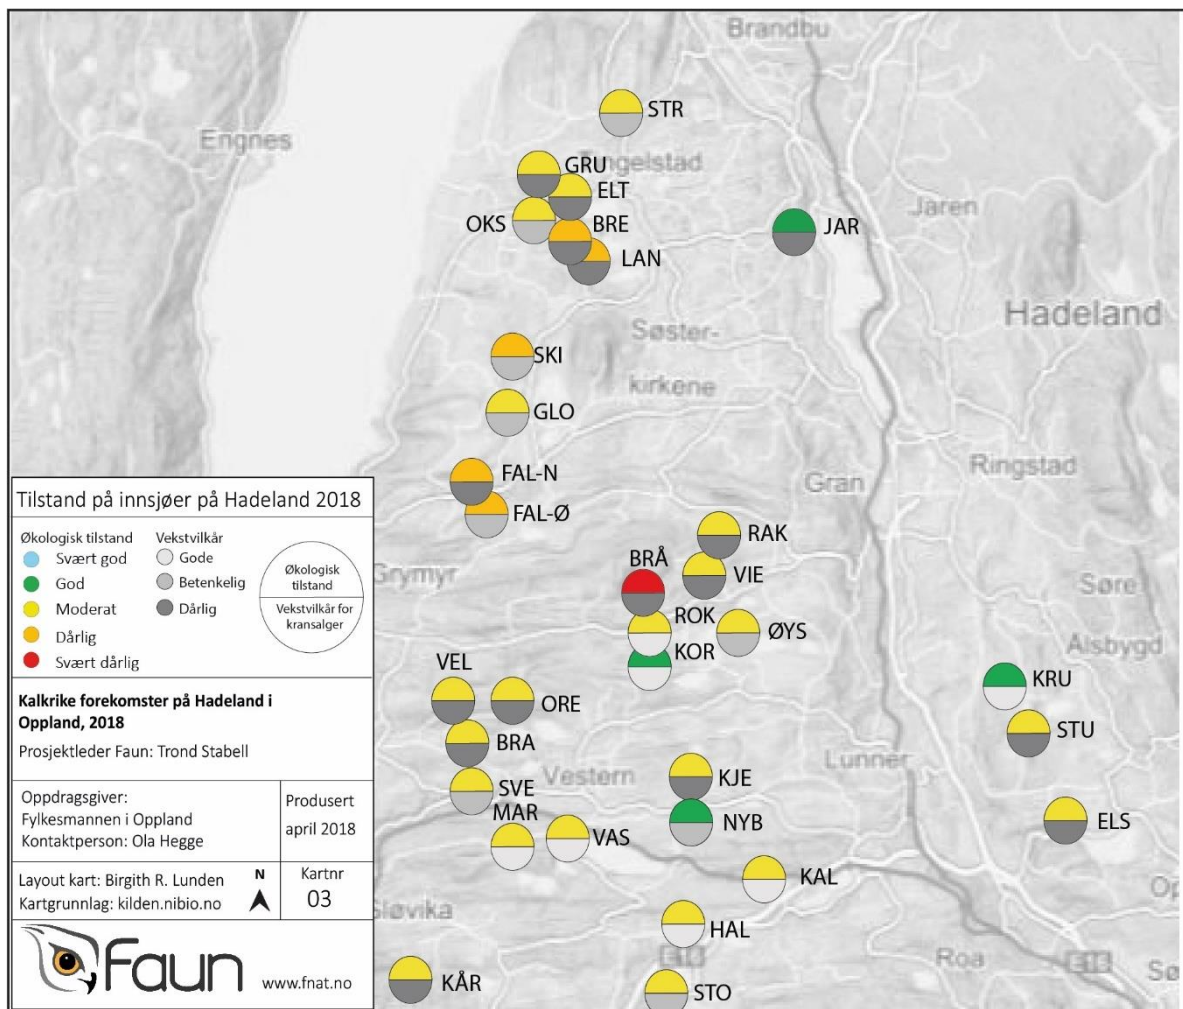 Brandbu
STR
Engnes
GRU
Tingelstad
ELT
OKS
BRE
JAR
Jaren
LAN
Hadeland
Søster-
kirkene
SKI
GLO
FAL-N
Ringstad
Gran
FAL-Ø
RAK
BRÅ
VIE
Grymyr
Søre
ROK
ØYS
Alsbygd
KOR
VEL
KRU
ORE
STU
BRA
Vestern
Lunner
KJE
SVE
MAR
NYB
ELS
VAS
KAL
HAL
Roa
KÅR
STO
Tilstand på innsjøer på Hadeland 2018
Økologisk tilstand
Svært god
God
Moderat
Dårlig
Svært dårlig
Vekstvilkår
Gode
Betenkelig
Dårlig
Økologisk
tilstand
Vekstvilkår for
kransalger
Kalkrike forekomster på Hadeland i
Oppland, 2018
Prosjektleder Faun: Trond Stabell
Oppdragsgiver:
Fylkesmannen i Oppland
Kontaktperson: Ola Hegge
Produsert
april 2018
Layout kart: Birgith R. Lunden
Kartgrunnlag: kilden.nibio.no
N
Kartnr
03
Sløvika
Faun
www.fnat.no